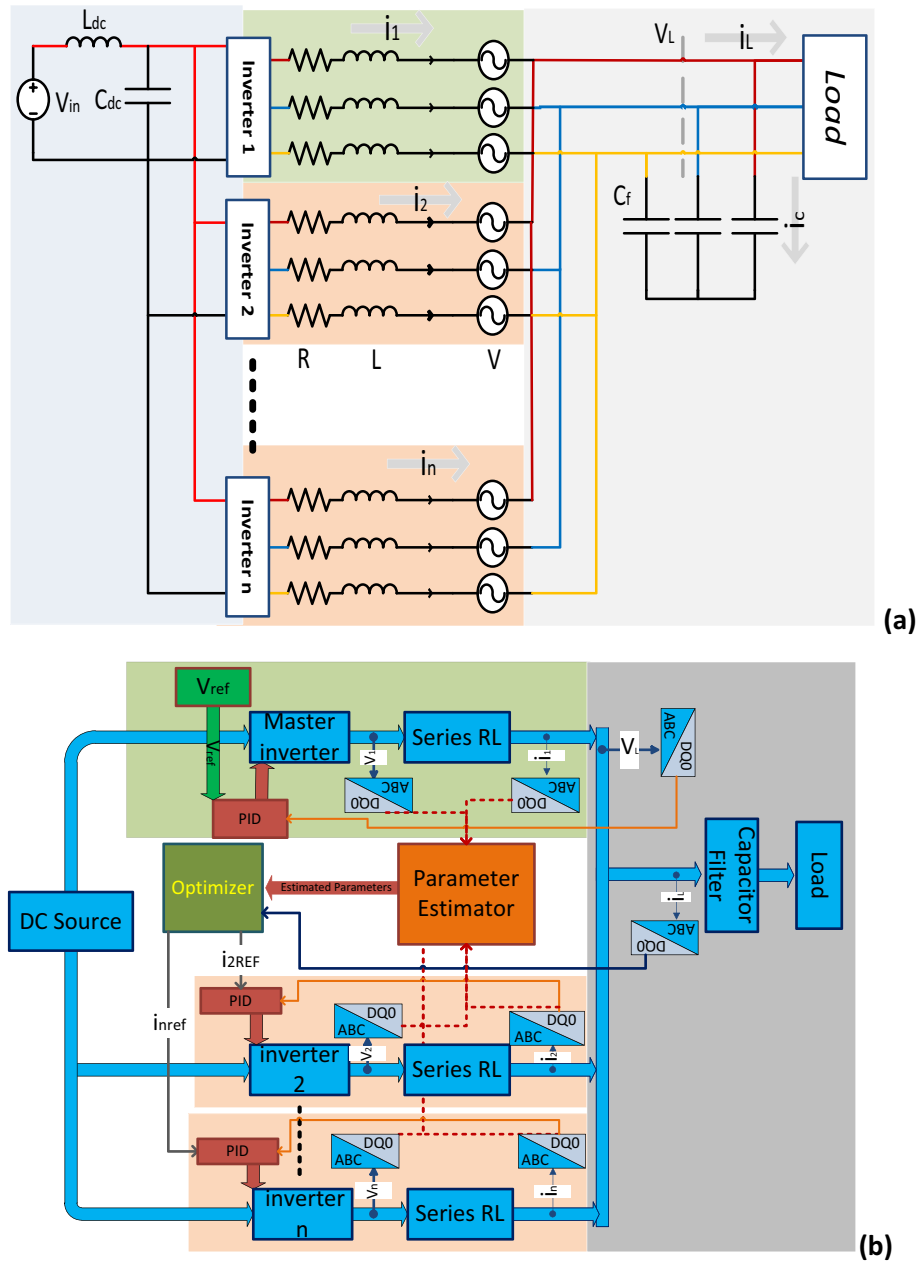 Ldc
Vin
Cdc
Inverter 1
i1
VL
iL
Load
Inverter 2
i2
Cf
ic
R
L
V
Inverter n
in
(a)
Vref
Vref
Master
inverter
Series RL
V1
i1
ABC
DQ0
ABC
DQ0
VL
ABC
DQ0
PID
Optimizer
Estimated Parameters
Parameter
Estimator
Capacitor
Filter
Load
DC Source
iL
ABC
DQ0
i2REF
inref
PID
DQ0
ABC
DQ0
ABC
inverter
2
V2
Series RL
i2
PID
DQ0
ABC
DQ0
ABC
inverter
n
Vn
Series RL
in
(b)